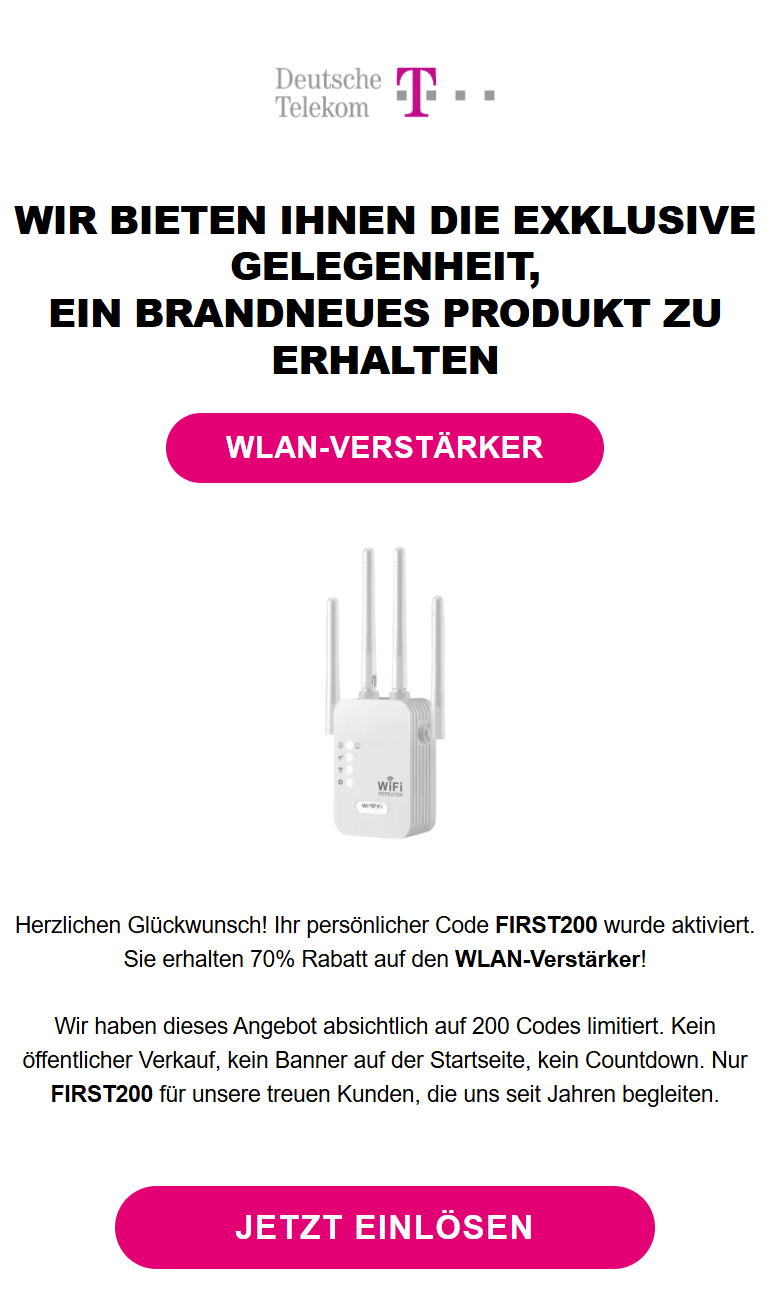 Deutsche
Telekom
T
WIR BIETEN IHNEN DIE EXKLUSIVE
GELEGENHEIT,
EIN BRANDNEUES PRODUKT ZU
ERHALTEN
WLAN-VERSTÄRKER
WiFi
REPEATER
Wi Fi
Herzlichen Glückwunsch! Ihr persönlicher Code FIRST200 wurde aktiviert.
Sie erhalten 70% Rabatt auf den WLAN-Verstärker!
Wir haben dieses Angebot absichtlich auf 200 Codes limitiert. Kein
öffentlicher Verkauf, kein Banner auf der Startseite, kein Countdown. Nur
FIRST200 für unsere treuen Kunden, die uns seit Jahren begleiten.
JETZT EINLÖSEN